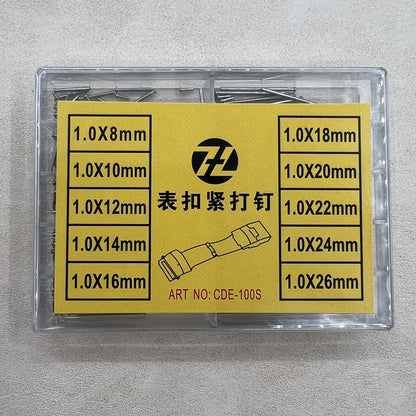 1.0X8mm
1.0X10mm
1.0X12mm
1.0X14mm
1.0X16mm
表扣紧打钉
ART NO: CDE-100S
1.0X18mm
1.0X20mm
1.0X22mm
1.0X24mm
1.0X26mm